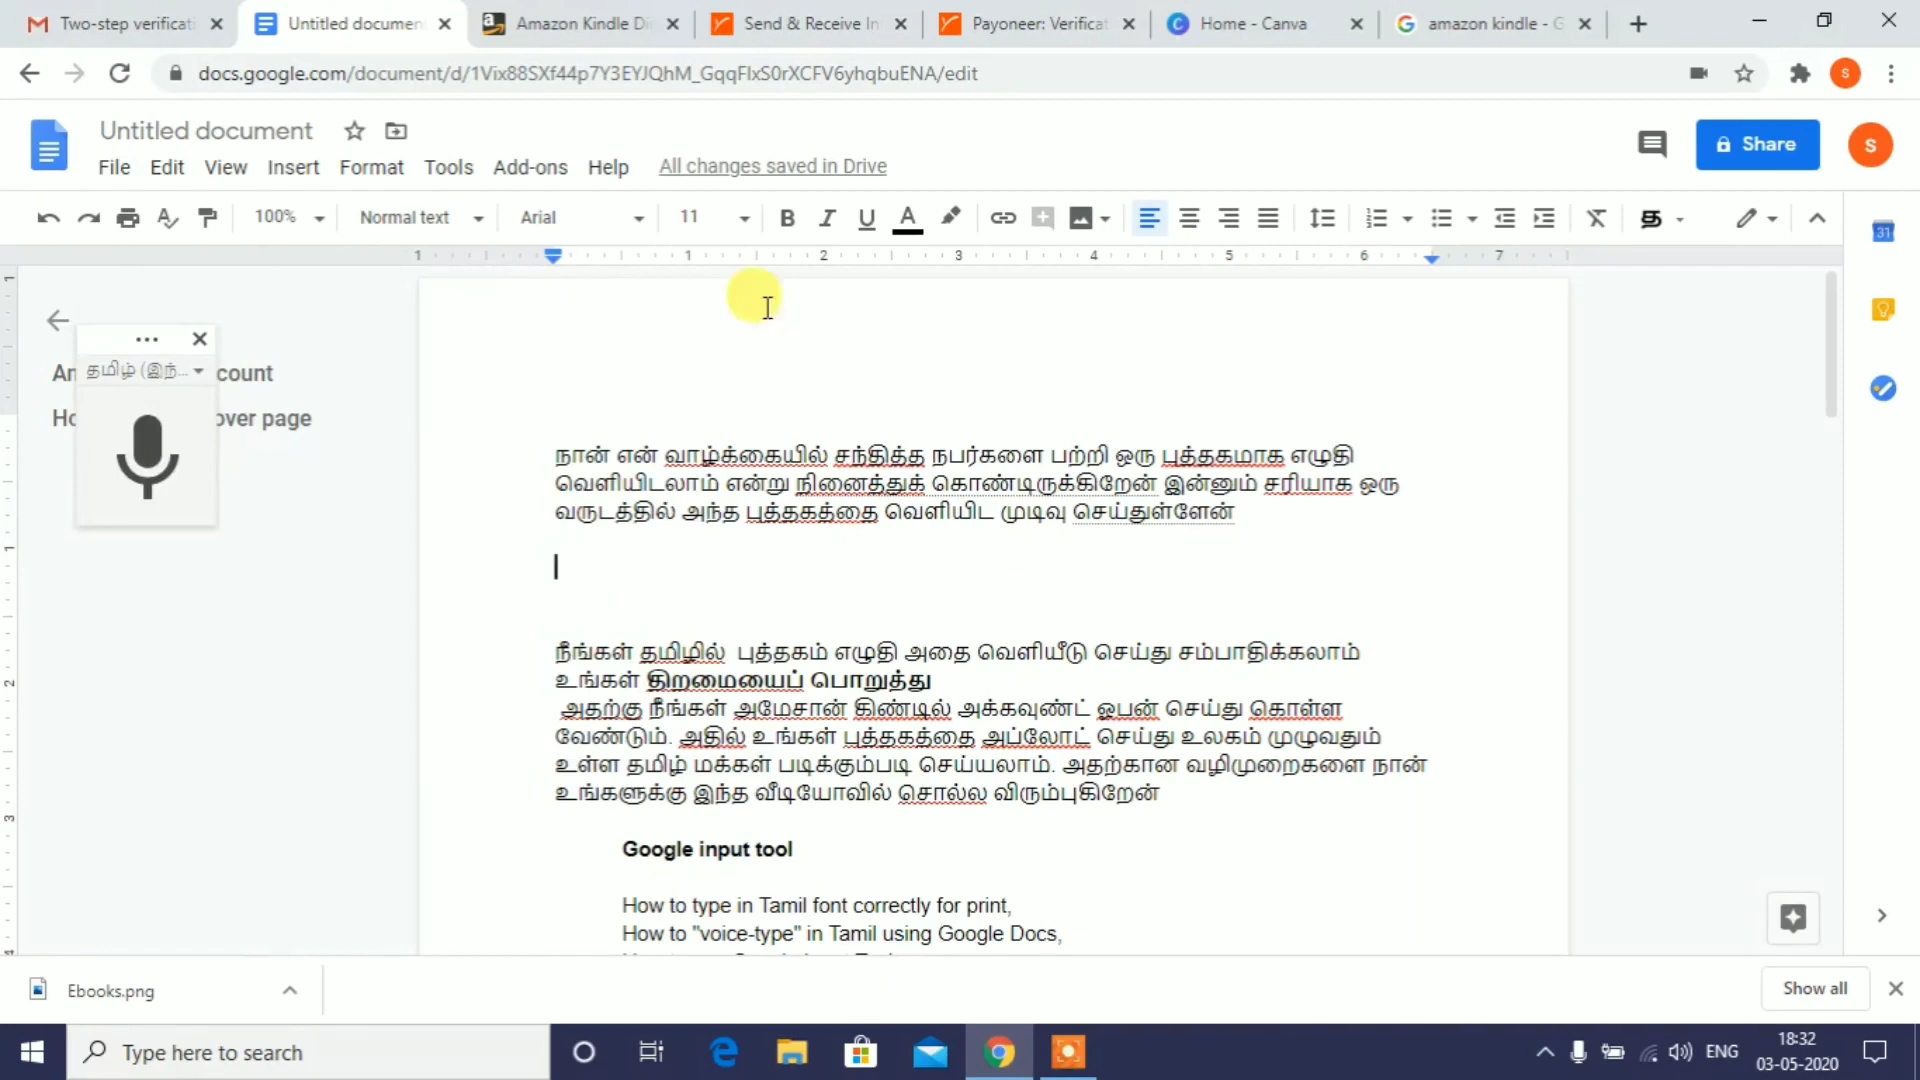 Two-step verificati
Untitled documen
Amazon Kindle Di
Send & Receive In
Payoneer: Verificat
Home - Canva
amazon kindle - G
docs.google.com/document/d/1Vix88SXf44p7Y3EYJQhM_GqqFIxS0rXCFV6yhqbuENA/edit
Untitled document
File Edit View Insert Format Tools Add-ons Help All changes saved in Drive
Share
S
100% Normal text Arial 11
தமிழ் (இந்...
count
over page
நான் என் வாழ்க்கையில் சந்தித்த நபர்களை பற்றி ஒரு புத்தகமாக எழுதி
வெளியிடலாம் என்று நினைத்துக் கொண்டிருக்கிறேன் இன்னும் சரியாக ஒரு
வருடத்தில் அந்த புத்தகத்தை வெளியிட முடிவு செய்துள்ளேன்
நீங்கள் தமிழில் புத்தகம் எழுதி அதை வெளியீடு செய்து சம்பாதிக்கலாம்
உங்கள் திறமையைப் பொறுத்து
அதற்கு நீங்கள் அமேசான் கிண்டில் அக்கவுண்ட் ஓபன் செய்து கொள்ள
வேண்டும். அதில் உங்கள் புத்தகத்தை அப்லோட் செய்து உலகம் முழுவதும்
உள்ள தமிழ் மக்கள் படிக்கும்படி செய்யலாம். அதற்கான வழிமுறைகளை நான்
உங்களுக்கு இந்த வீடியோவில் சொல்ல விரும்புகிறேன்
Google input tool
How to type in Tamil font correctly for print,
How to "voice-type" in Tamil using Google Docs,
Ebooks.png
Show all
Type here to search
ENG
18:32
03-05-2020